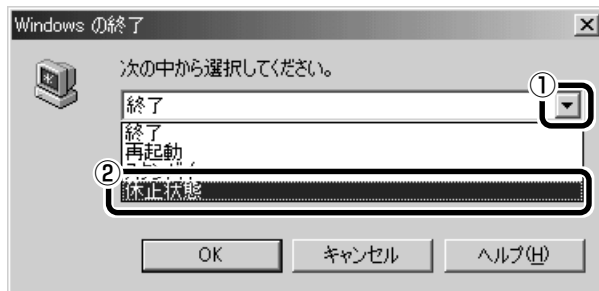 Windows の終了
次の中から選択してください。
①
終了
終了
再起動
②
休止状態
OK
キャンセル
ヘルプ(H)